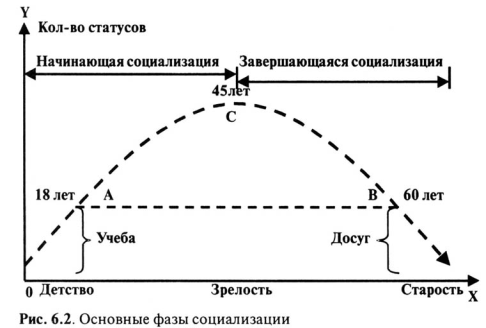 Y
Кол-во статусов
Начинающая социализация Завершающаяся социализация
45лет
C
18 лет A B 60 лет
Учеба Досуг
0 Детство Зрелость Старость X
Рис. 6.2. Основные фазы социализации